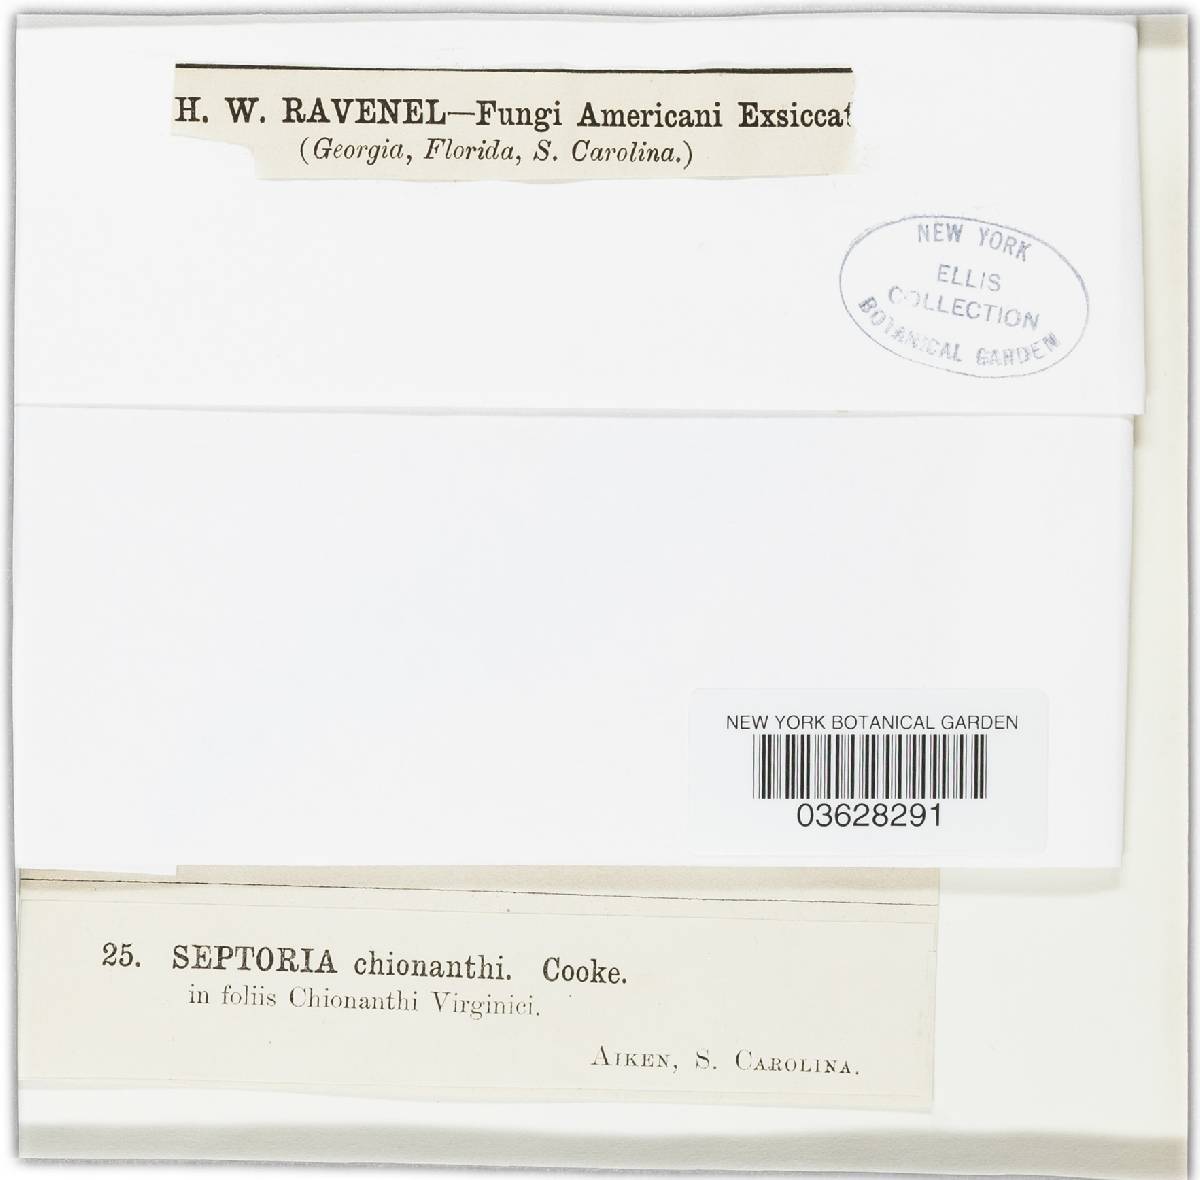 H. W. RAVENEL—Fungi Americani Exsiccat
(Georgia, Florida, S. Carolina.)
NEW YORK
ELLIS
COLLECTION
BOTANICAL GARDEN
NEW YORK BOTANICAL GARDEN
03628291
25. SEPTORIA chionanthi. Cooke.
in foliis Chionanthi Virginici.
AIKEN, S. CAROLINA.